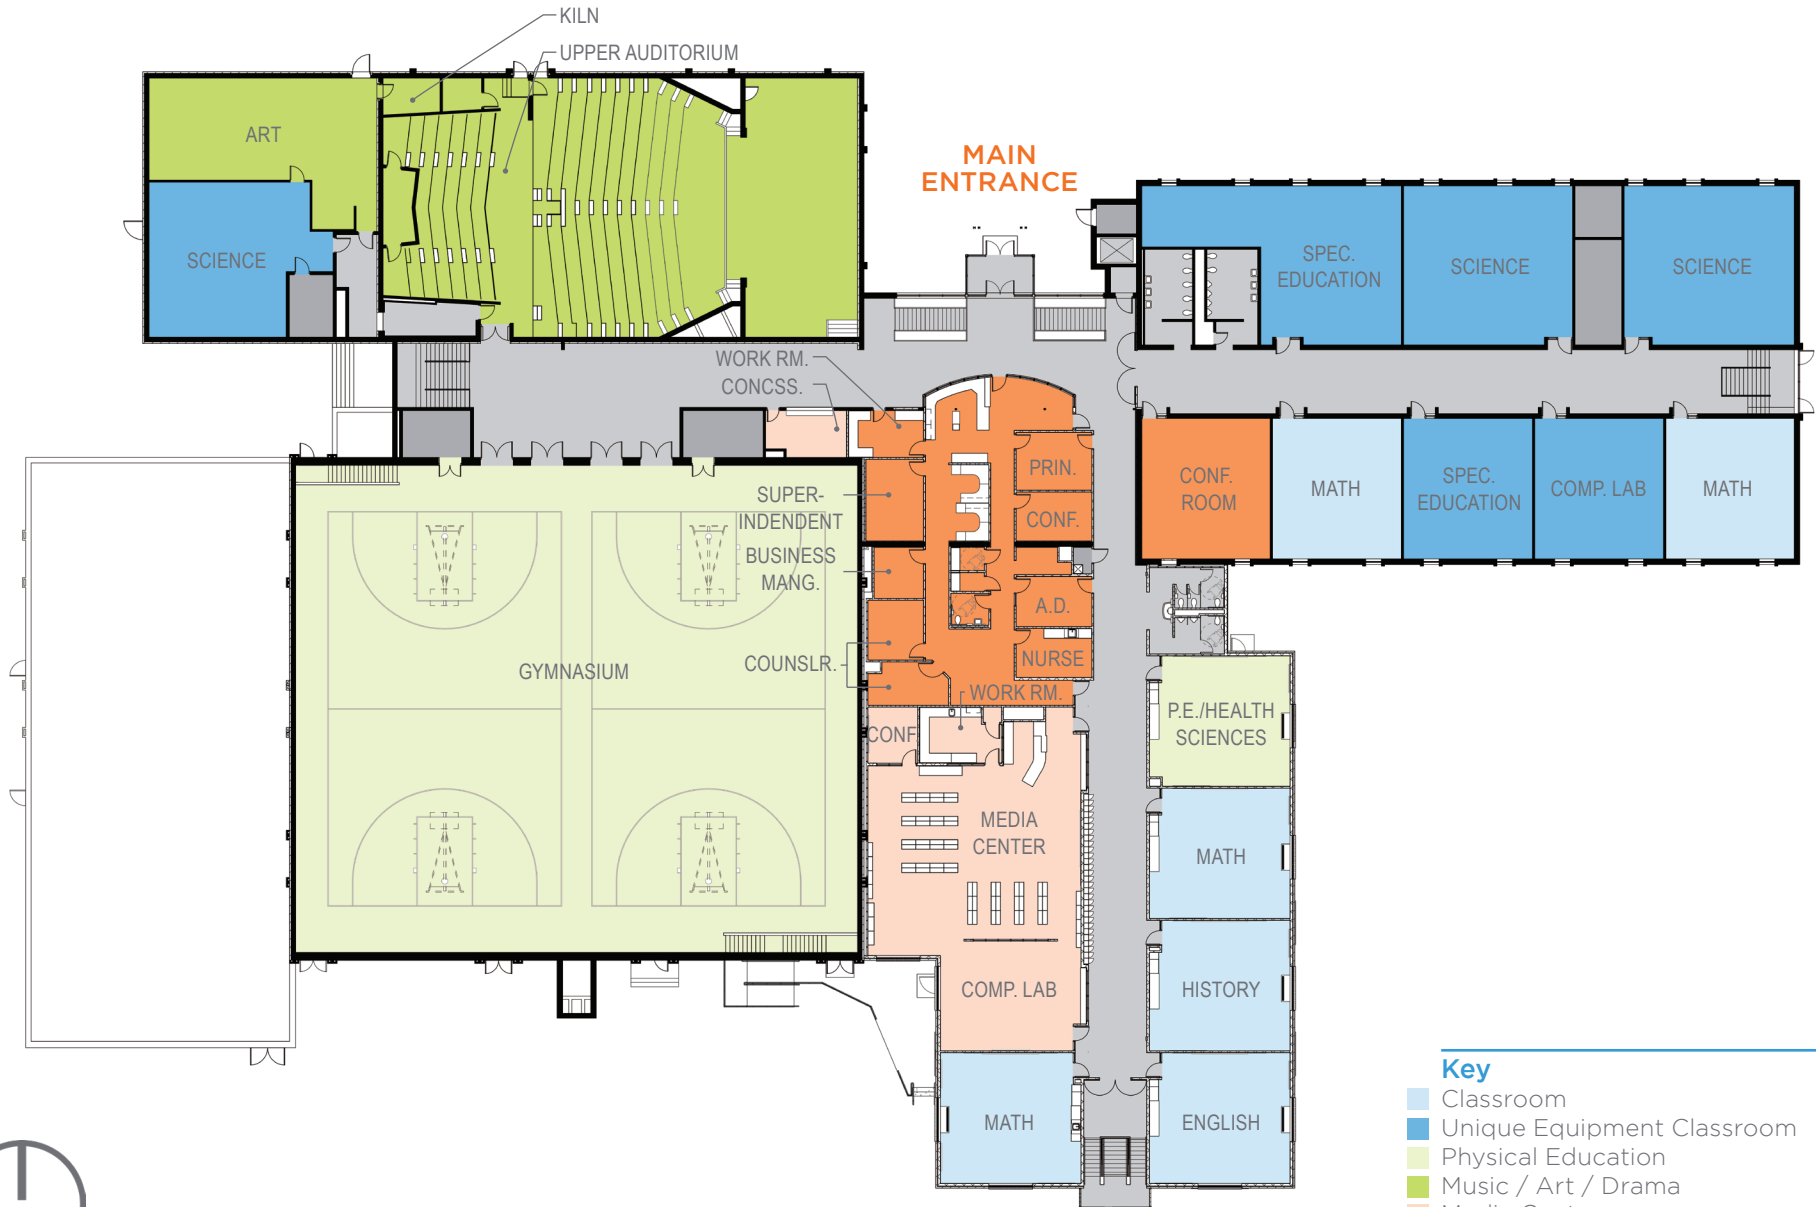 KILN
UPPER AUDITORIUM
ART
MAIN
ENTRANCE
SCIENCE
SPEC.
EDUCATION
SCIENCE
SCIENCE
WORK RM.
CONCSS.
PRIN.
CONF.
ROOM
MATH
SPEC.
EDUCATION
COMP. LAB
MATH
SUPER-
INDENDENT
CONF.
BUSINESS
MANG.
A.D.
GYMNASIUM
COUNSLR.
NURSE
WORK RM.
CONF
P.E./HEALTH
SCIENCES
MEDIA
CENTER
MATH
COMP. LAB
HISTORY
MATH
ENGLISH
Key
Classroom
Unique Equipment Classroom
Physical Education
Music / Art / Drama